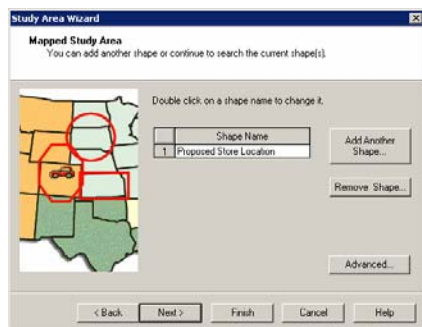 Study Area Wizard
Mapped Study Area
You can add another shape or continue to search the current shape(s).
Double click on a shape name to change it.
Shape Name
1 Proposed Store Location
Add Another
Shape...
Remove Shape...
Advanced...
< Back
Next >
Finish
Cancel
Help